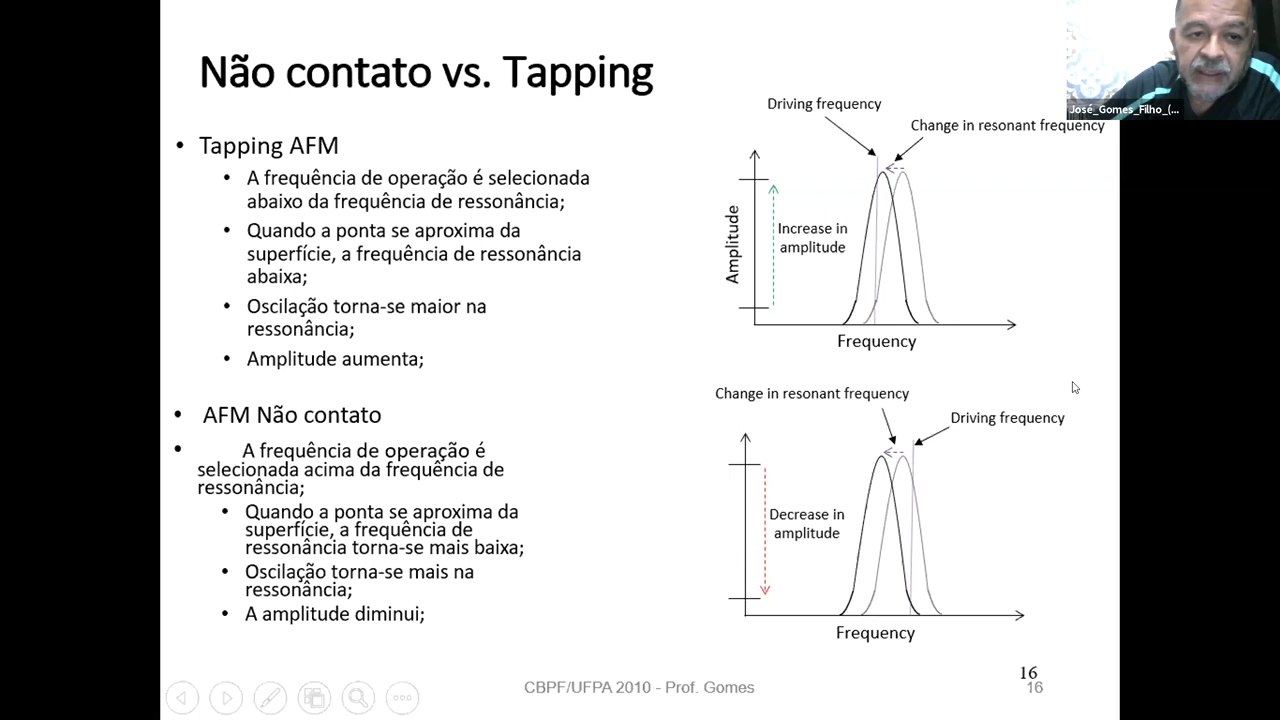 Não contato vs. Tapping
José_Gomes_Filho_(...
• Tapping AFM
• A frequência de operação é selecionada
abaixo da frequência de ressonância;
• Quando a ponta se aproxima da
superfície, a frequência de ressonância
abaixa;
• Oscilação torna-se maior na
ressonância;
• Amplitude aumenta;
Driving frequency
Change in resonant frequency
Amplitude
Increase in
amplitude
Frequency
• AFM Não contato
• A frequência de operação é
selecionada acima da frequência de
ressonância;
• Quando a ponta se aproxima da
superfície, a frequência de
ressonância torna-se mais baixa;
• Oscilação torna-se mais na
ressonância;
• A amplitude diminui;
Change in resonant frequency
Driving frequency
Decrease in
amplitude
Frequency
CBPF/UFPA 2010 - Prof. Gomes
16
16